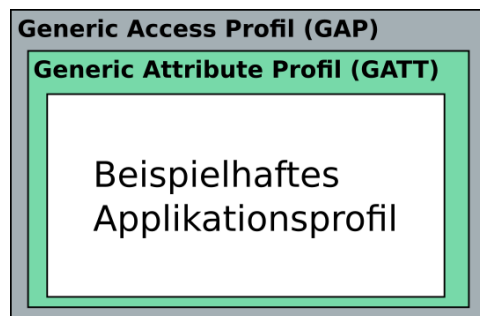 Generic Access Profil (GAP)
Generic Attribute Profil (GATT)
Beispielhaftes
Applikationsprofil